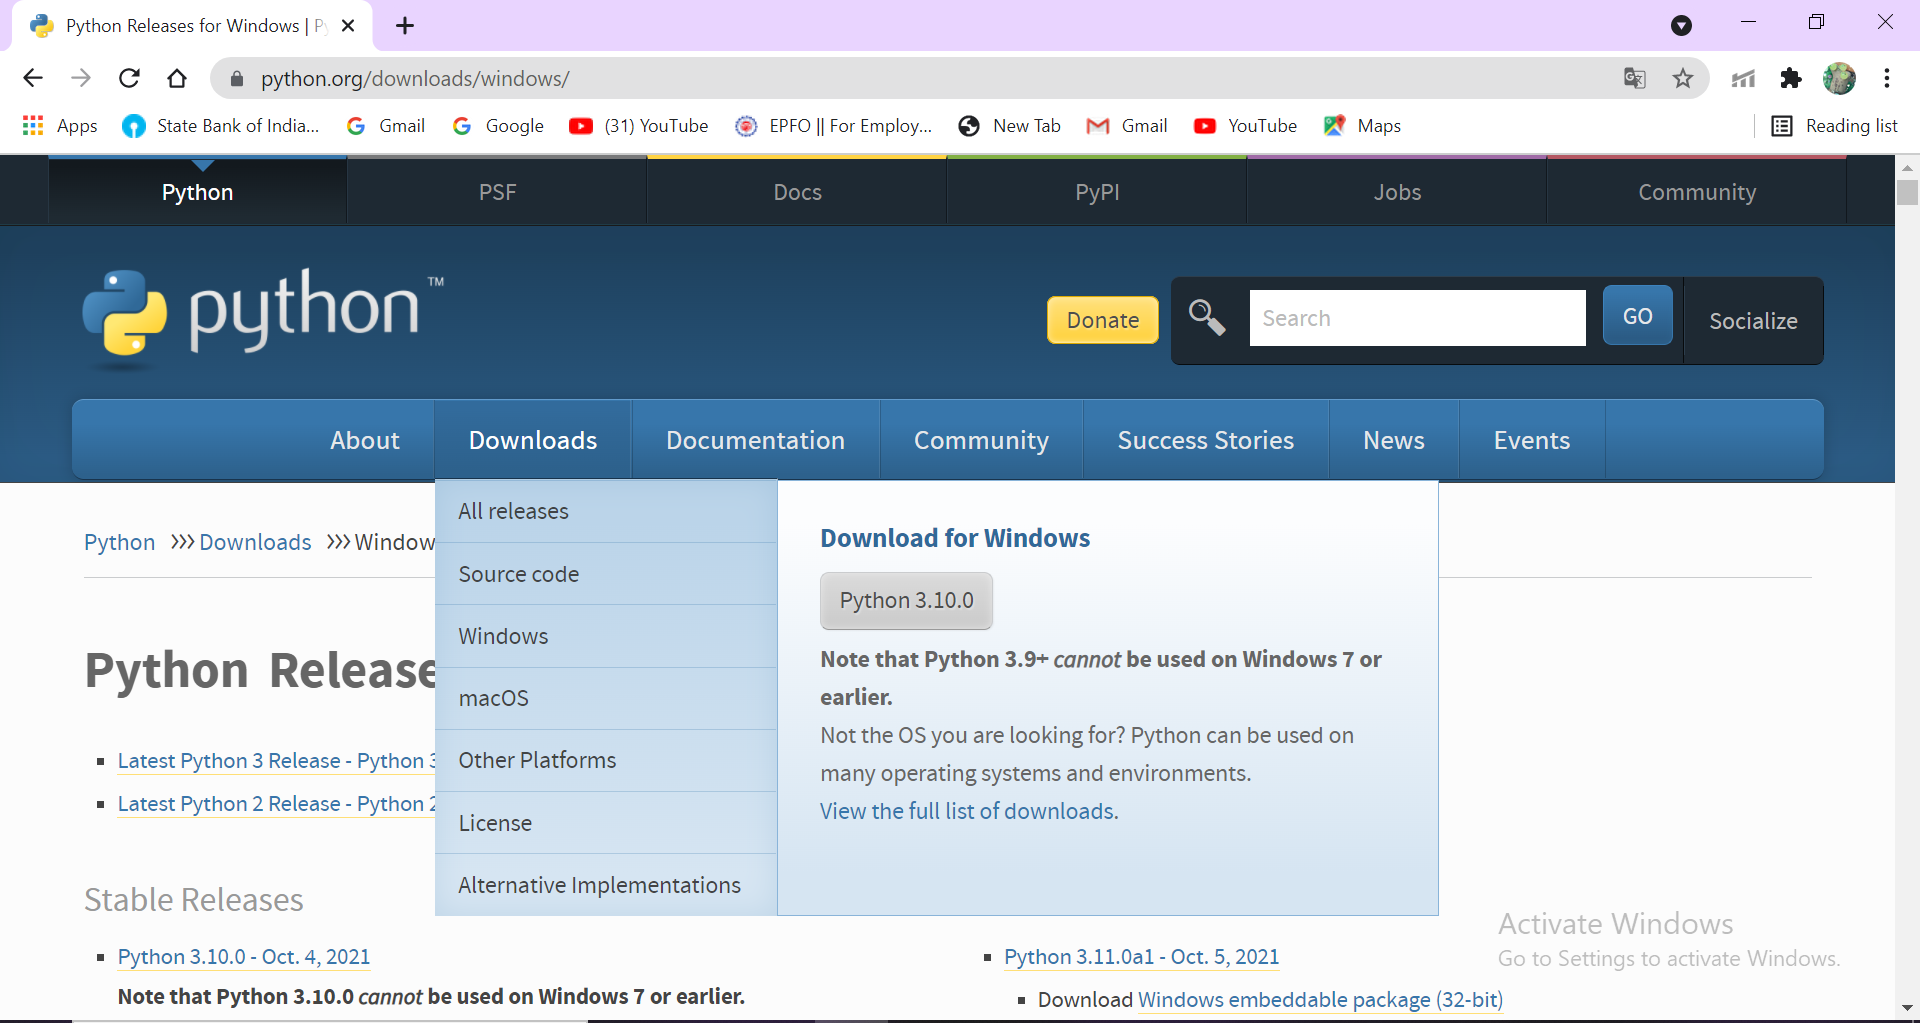 Python Releases for Windows | Py
python.org/downloads/windows/
Apps State Bank of India... Gmail Google (31) YouTube EPFO || For Employ... New Tab Gmail YouTube Maps Reading list
Python PSF Docs PyPI Jobs Community
python™
Donate Search GO Socialize
About Downloads Documentation Community Success Stories News Events
All releases
Source code
Windows
macOS
Other Platforms
License
Alternative Implementations
Download for Windows
Python 3.10.0
Note that Python 3.9+ cannot be used on Windows 7 or
earlier.
Not the OS you are looking for? Python can be used on
many operating systems and environments.
View the full list of downloads.
Python >>> Downloads >>> Window
Python Release
Latest Python 3 Release - Python 3
Latest Python 2 Release - Python 2
Stable Releases
Python 3.10.0 - Oct. 4, 2021
Note that Python 3.10.0 cannot be used on Windows 7 or earlier.
Python 3.11.0a1 - Oct. 5, 2021
Download Windows embeddable package (32-bit)
Activate Windows
Go to Settings to activate Windows.